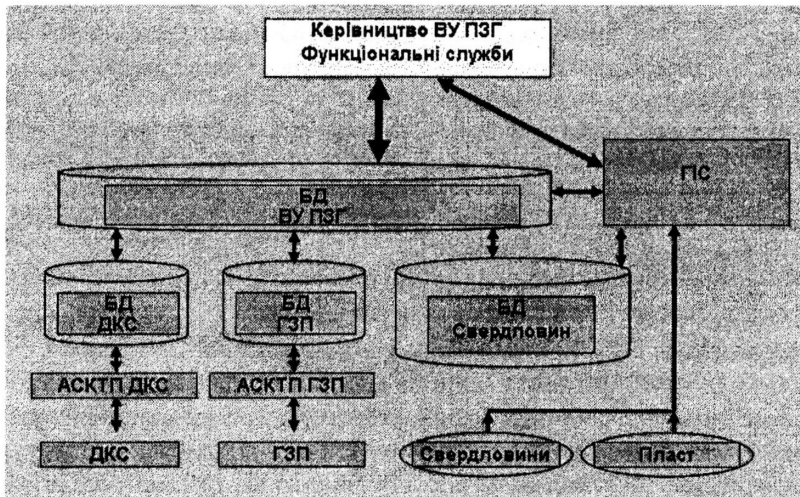 Керівництво ВУ ПЗГ
Функціональні служби
ГІС
БД
ВУ ПЗГ
БД
ДКС
БД
ГЗП
БД
Свердловин
АСКТП ДКС
АСКТП ГЗП
ДКС
ГЗП
Свердловини
Пласт